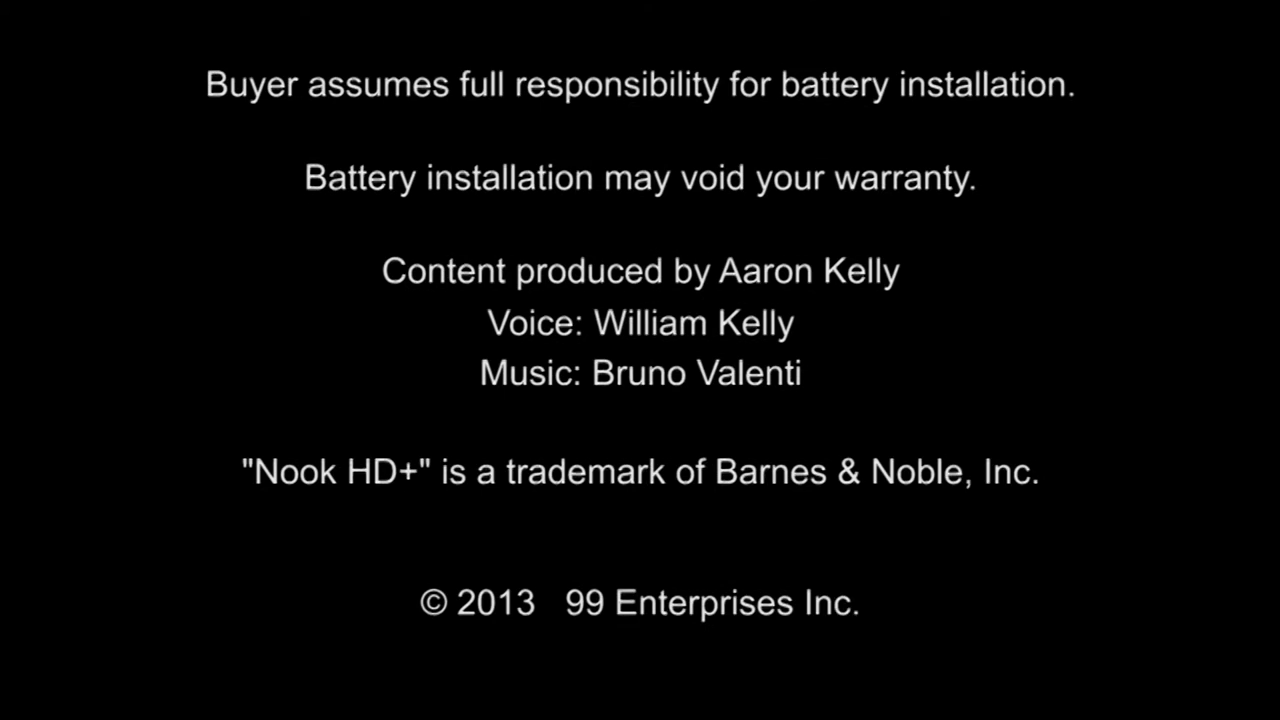 Buyer assumes full responsibility for battery installation.
Battery installation may void your warranty.
Content produced by Aaron Kelly
Voice: William Kelly
Music: Bruno Valenti
"Nook HD+" is a trademark of Barnes & Noble, Inc.
© 2013   99 Enterprises Inc.